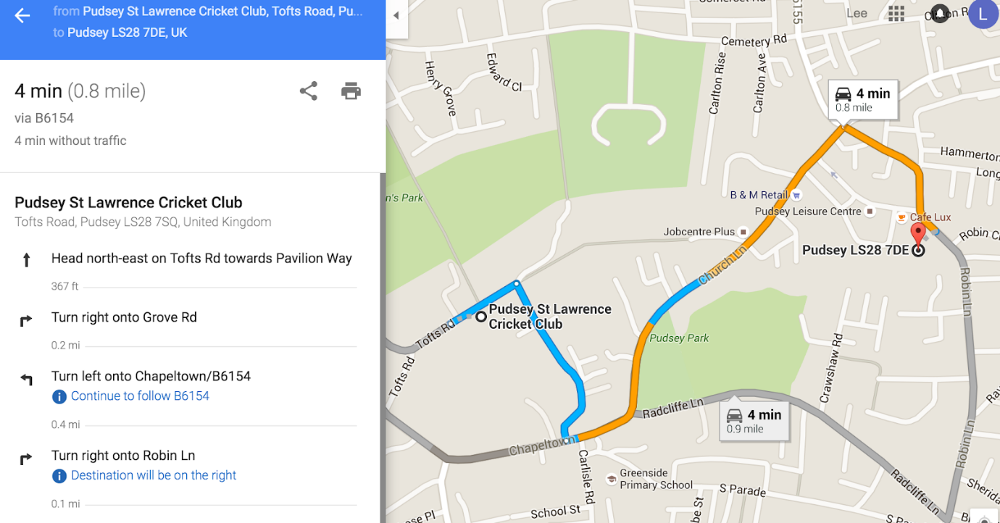 from Pudsey St Lawrence Cricket Club, Tofts Road, Pu...
to Pudsey LS28 7DE, UK
4 min (0.8 mile)
via B6154
4 min without traffic
Pudsey St Lawrence Cricket Club
Tofts Road, Pudsey LS28 7SQ, United Kingdom
Head north-east on Tofts Rd towards Pavilion Way
367 ft
Turn right onto Grove Rd
0.2 mi
Turn left onto Chapeltown/B6154
Continue to follow B6154
0.4 mi
Turn right onto Robin Ln
Destination will be on the right
0.1 mi
Lee
L
Cemetery Rd
Henry Grove
Edward Cl
Carlton Rise
Carlton Ave
4 min
0.8 mile
Hammerton
Long
n's Park
B & M Retail
Pudsey Leisure Centre
Cafe Lux
Jobcentre Plus
Robin C
Pudsey LS28 7DE
Church Ln
Robin Ln
Pudsey St Lawrence
Cricket Club
Tofts Rd
Pudsey Park
Tofts Rd
Crawshaw Rd
Radcliffe Ln
4 min
0.9 mile
Chapeltown
Robin Ln
Carlisle Rd
Greenside
Primary School
S Parade
Radcliffe Ln
Sherida
School St
be St
se Pl